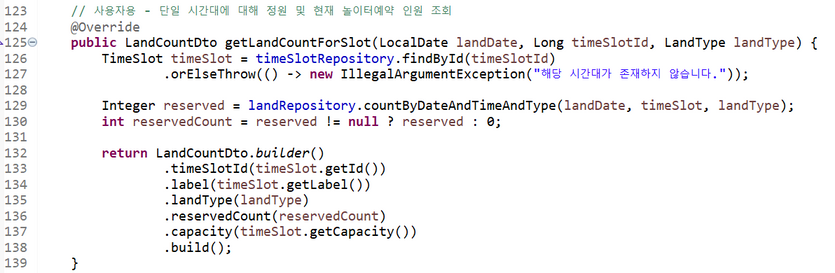 123 // 사용자용 - 단일 시간대에 대해 정원 및 현재 놀이터예약 인원 조회
124 @Override
125 public LandCountDto getLandCountForSlot(LocalDate landDate, Long timeSlotId, LandType landType) {
126 TimeSlot timeSlot = timeSlotRepository.findById(timeSlotId)
127 .orElseThrow(() -> new IllegalArgumentException("해당 시간대가 존재하지 않습니다."));
128
129 Integer reserved = landRepository.countByDateAndTimeAndType(landDate, timeSlot, landType);
130 int reservedCount = reserved != null ? reserved : 0;
131
132 return LandCountDto.builder()
133 .timeSlotId(timeSlot.getId())
134 .label(timeSlot.getLabel())
135 .landType(landType)
136 .reservedCount(reservedCount)
137 .capacity(timeSlot.getCapacity())
138 .build();
139 }